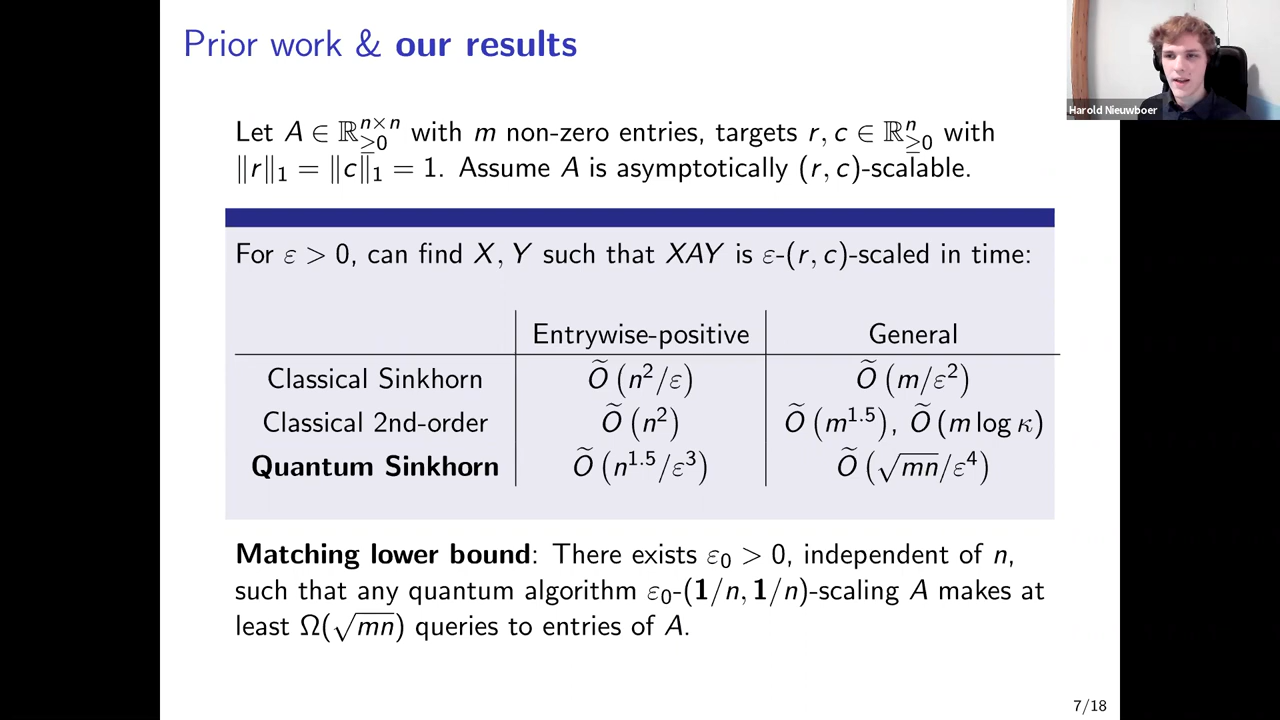 Prior work & our results
Harold Nieuwboer
Let A ∈ ℝ^{n×n}_{≥0} with m non-zero entries, targets r, c ∈ ℝ^n_{≥0} with
‖r‖₁ = ‖c‖₁ = 1. Assume A is asymptotically (r, c)-scalable.
For ε > 0, can find X, Y such that XAY is ε-(r, c)-scaled in time:
Entrywise-positive General
Classical Sinkhorn Õ(n²/ε) Õ(m/ε²)
Classical 2nd-order Õ(n²) Õ(m^{1.5}), Õ(m log κ)
Quantum Sinkhorn Õ(n^{1.5}/ε³) Õ(√mn/ε⁴)
Matching lower bound: There exists ε₀ > 0, independent of n,
such that any quantum algorithm ε₀-(1/n, 1/n)-scaling A makes at
least Ω(√mn) queries to entries of A.
7/18